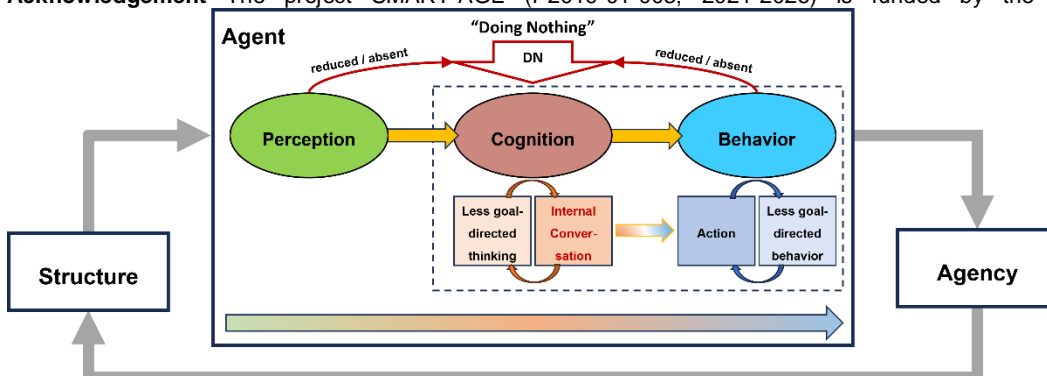 Acknowledgement The project SMART-AGE (P2019-01-003; 2021-2026) is funded by the
Agent
"Doing Nothing"
DN
reduced / absent
reduced / absent
Perception
Cognition
Behavior
Less goal-
directed
thinking
Internal
Conver-
sation
Action
Less goal-
directed
behavior
Structure
Agency